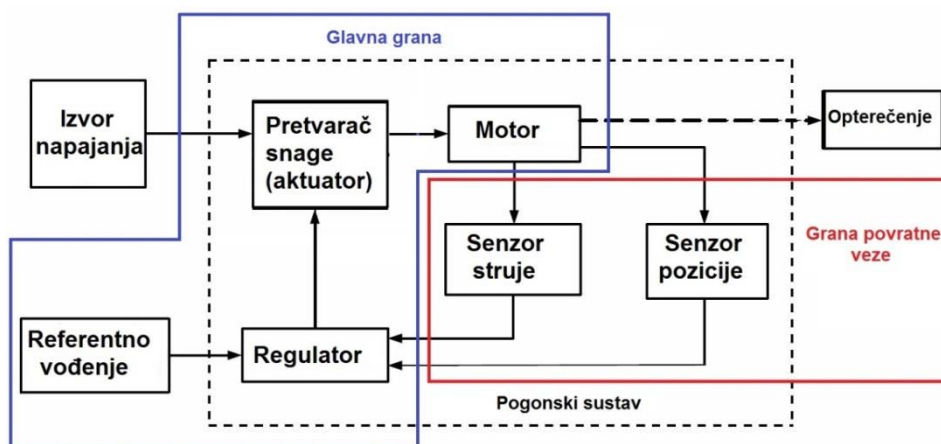 Glavna grana
Izvor
napajanja
Pretvarač
snage
(aktuator)
Motor
Opterečenje
Senzor
struje
Senzor
pozicije
Grana povratne
veze
Referentno
vođenje
Regulator
Pogonski sustav